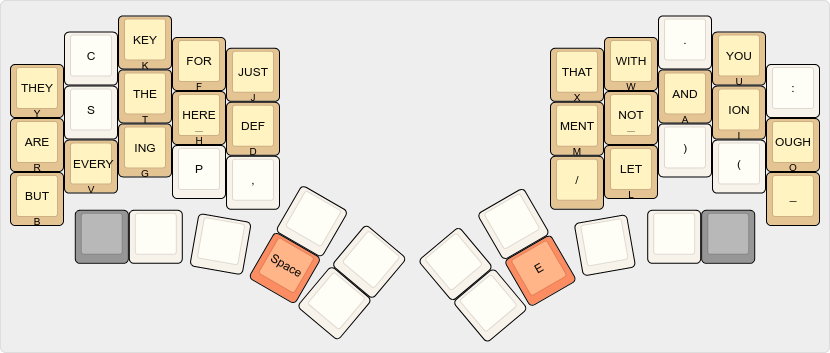 KEY
K
C
FOR
F
JUST
J
THEY
Y
S
THE
T
HERE
_
H
DEF
D
ARE
R
EVERY
V
ING
G
P
,
BUT
B
Space
THAT
X
WITH
W
.
YOU
U
:
MENT
M
NOT
_
AND
A
ION
I
OUGH
O
/
LET
L
)
(
_
E